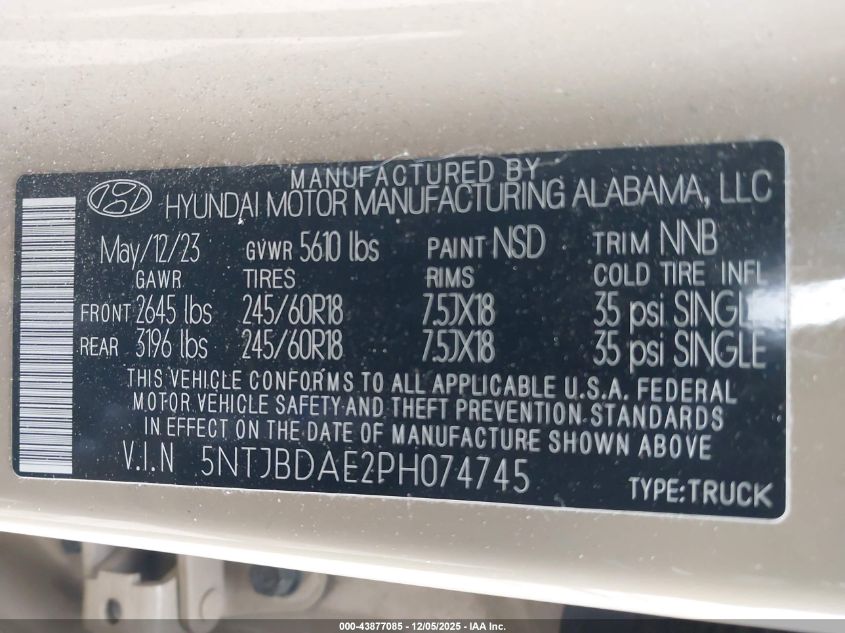 MANUFACTURED BY
HYUNDAI MOTOR MANUFACTURING ALABAMA, LLC
May/12/23 GVWR 5610 lbs PAINT NSD TRIM NNB
GAWR TIRES RIMS COLD TIRE INFL
FRONT 2645 lbs 245/60R18 7.5JX18 35 psi SINGLE
REAR 3196 lbs 245/60R18 7.5JX18 35 psi SINGLE
THIS VEHICLE CONFORMS TO ALL APPLICABLE U.S.A. FEDERAL
MOTOR VEHICLE SAFETY AND THEFT PREVENTION STANDARDS
IN EFFECT ON THE DATE OF MANUFACTURE SHOWN ABOVE
V.I.N 5NTJBDAE2PH074745 TYPE:TRUCK
000-43877085 - 12/05/2025 - IAA Inc.